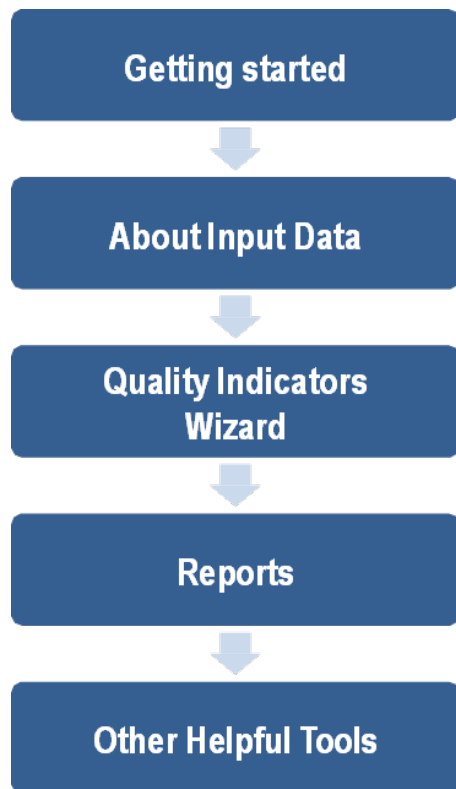 Getting started
About Input Data
Quality Indicators
Wizard
Reports
Other Helpful Tools